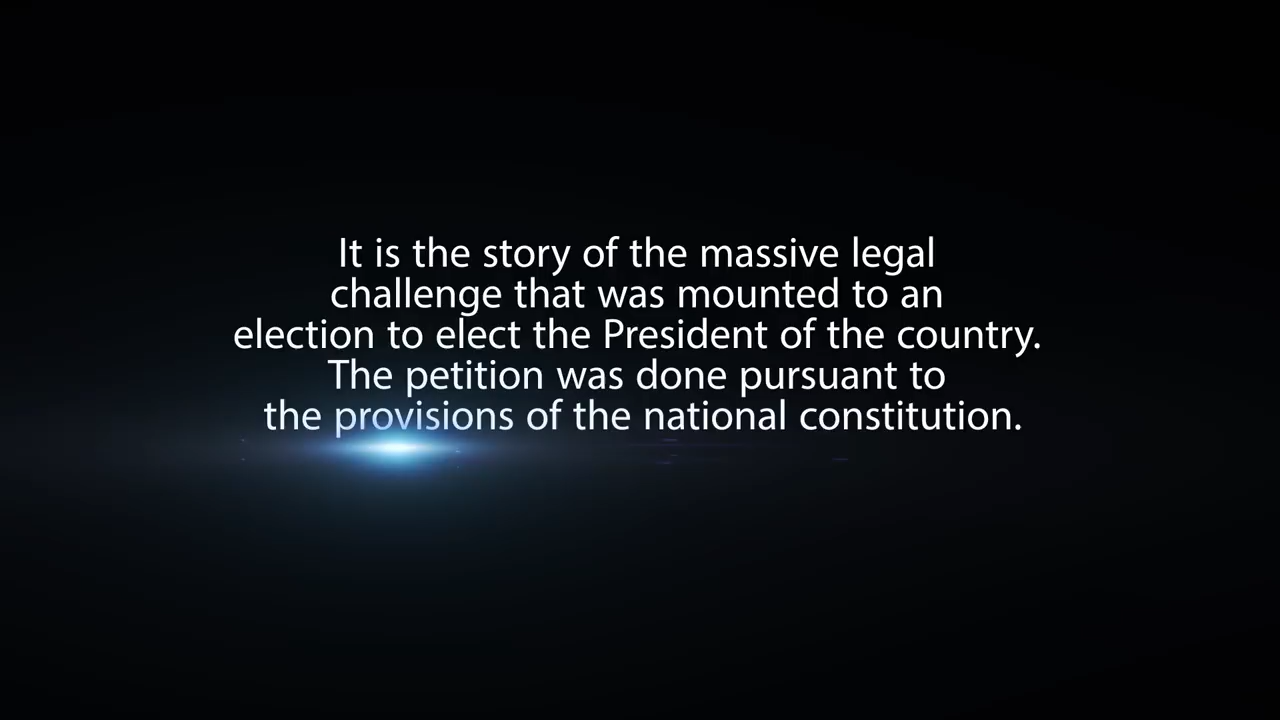 It is the story of the massive legal
challenge that was mounted to an
election to elect the President of the country.
The petition was done pursuant to
the provisions of the national constitution.